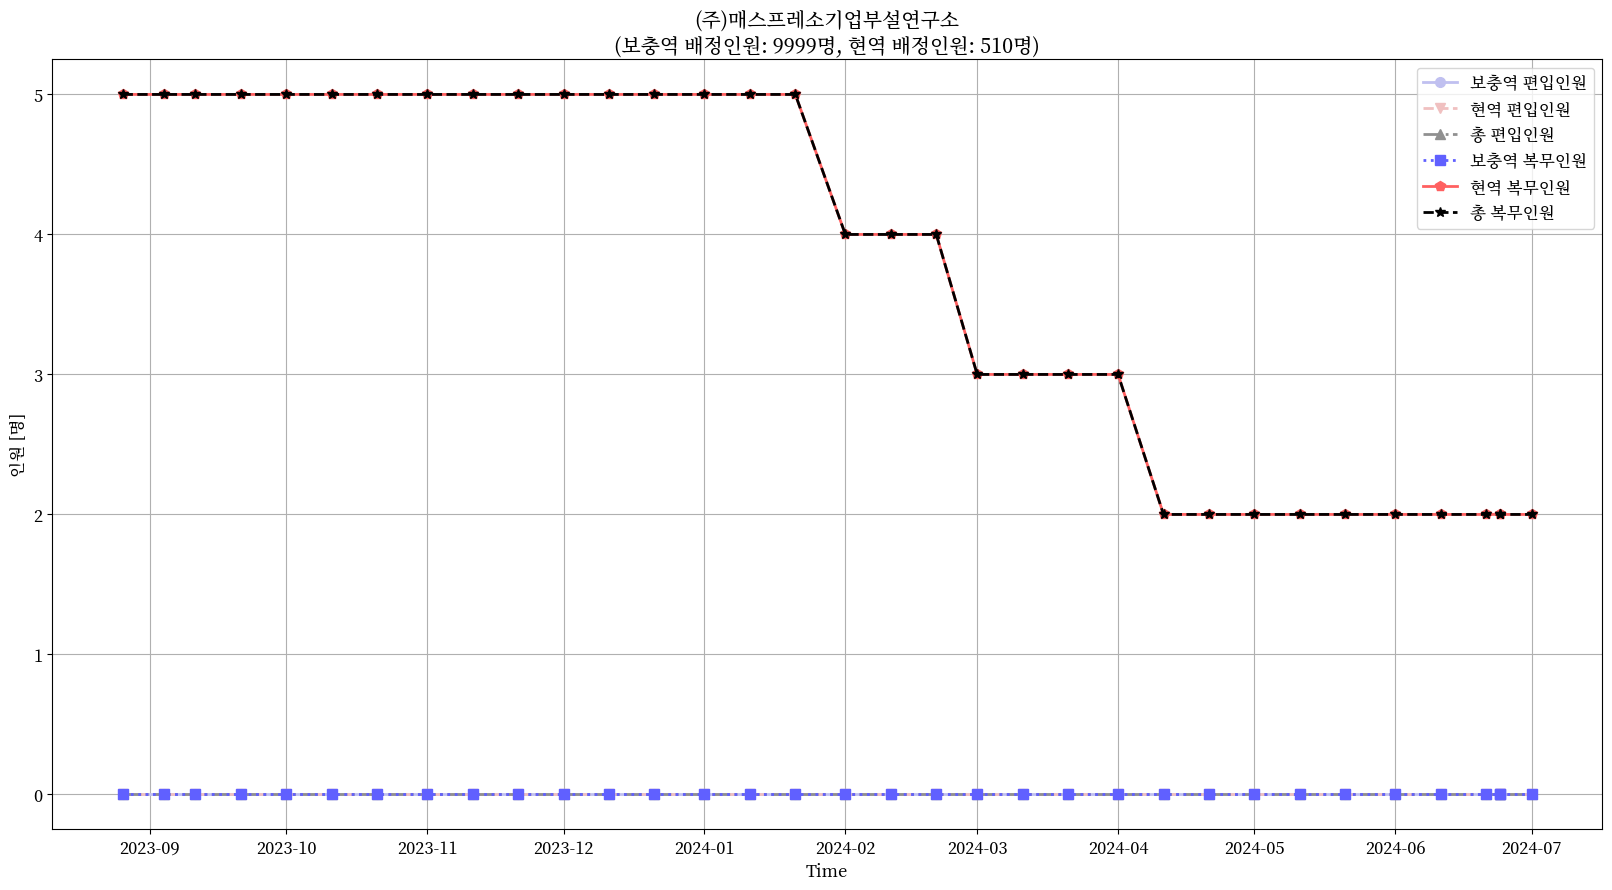 (주)매스프레소기업부설연구소
(보충역 배정인원: 9999명, 현역 배정인원: 510명)
보충역 편입인원
현역 편입인원
총 편입인원
보충역 복무인원
현역 복무인원
총 복무인원
인원 [명]
5
4
3
2
1
0
2023-09 2023-10 2023-11 2023-12 2024-01 2024-02 2024-03 2024-04 2024-05 2024-06 2024-07
Time